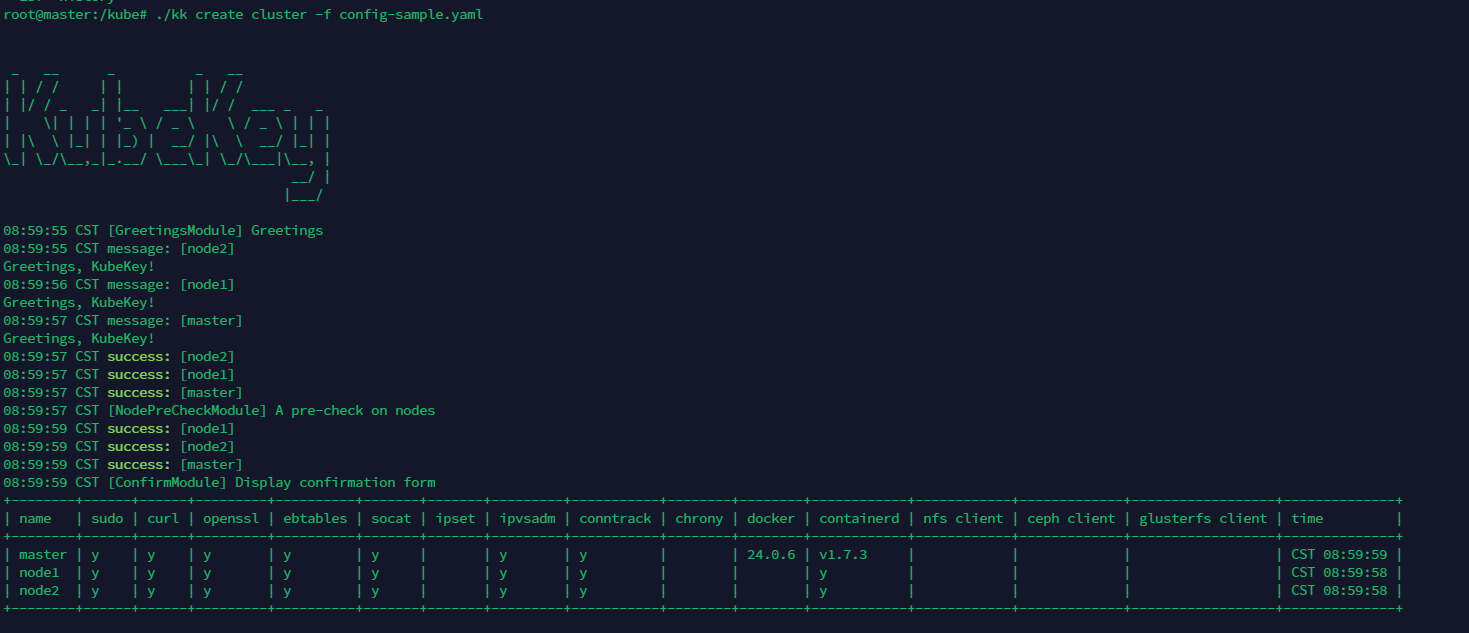 root@master:/kube# ./kk create cluster -f config-sample.yaml
 _   __      _          _   __
| | / /     | |        | | / /
| |/ / _   _| |__   ___| |/ /  ___ _   _
|    \| | | | '_ \ / _ \    \ / _ \ | | |
| |\  \ |_| | |_) |  __/ |\  \  __/ |_| |
\_| \_/\__,_|_.__/ \___\_| \_/\___|\__, |
                                    __/ |
                                   |___/
08:59:55 CST [GreetingsModule] Greetings
08:59:55 CST message: [node2]
Greetings, KubeKey!
08:59:56 CST message: [node1]
Greetings, KubeKey!
08:59:57 CST message: [master]
Greetings, KubeKey!
08:59:57 CST success: [node2]
08:59:57 CST success: [node1]
08:59:57 CST success: [master]
08:59:57 CST [NodePreCheckModule] A pre-check on nodes
08:59:59 CST success: [node1]
08:59:59 CST success: [node2]
08:59:59 CST success: [master]
08:59:59 CST [ConfirmModule] Display confirmation form
+--------+------+------+---------+----------+-------+-------+---------+-----------+--------+--------+------------+------------+-------------+------------------+--------------+
| name   | sudo | curl | openssl | ebtables | socat | ipset | ipvsadm | conntrack | chrony | docker | containerd | nfs client | ceph client | glusterfs client | time         |
+--------+------+------+---------+----------+-------+-------+---------+-----------+--------+--------+------------+------------+-------------+------------------+--------------+
| master | y    | y    | y       | y        | y     |       | y       | y         |        | 24.0.6 | v1.7.3     |            |             |                  | CST 08:59:59 |
| node1  | y    | y    | y       | y        | y     |       | y       | y         |        |        | y          |            |             |                  | CST 08:59:58 |
| node2  | y    | y    | y       | y        | y     |       | y       | y         |        |        | y          |            |             |                  | CST 08:59:58 |
+--------+------+------+---------+----------+-------+-------+---------+-----------+--------+--------+------------+------------+-------------+------------------+--------------+